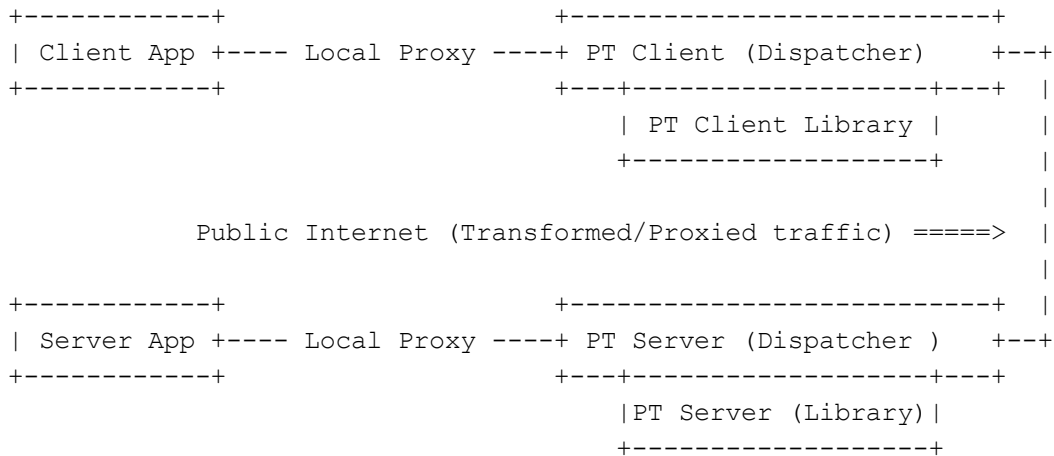 +------------+                    +---------------------------+
| Client App +---- Local Proxy ----+ PT Client (Dispatcher)    +--+
+------------+                    +---+-------------------+---+  |
| PT Client Library |      |
+-------------------+      |
|
Public Internet (Transformed/Proxied traffic) =====>  |
|
+------------+                    +---------------------------+  |
| Server App +---- Local Proxy ----+ PT Server (Dispatcher )   +--+
+------------+                    +---+-------------------+---+
|PT Server (Library)|
+-------------------+